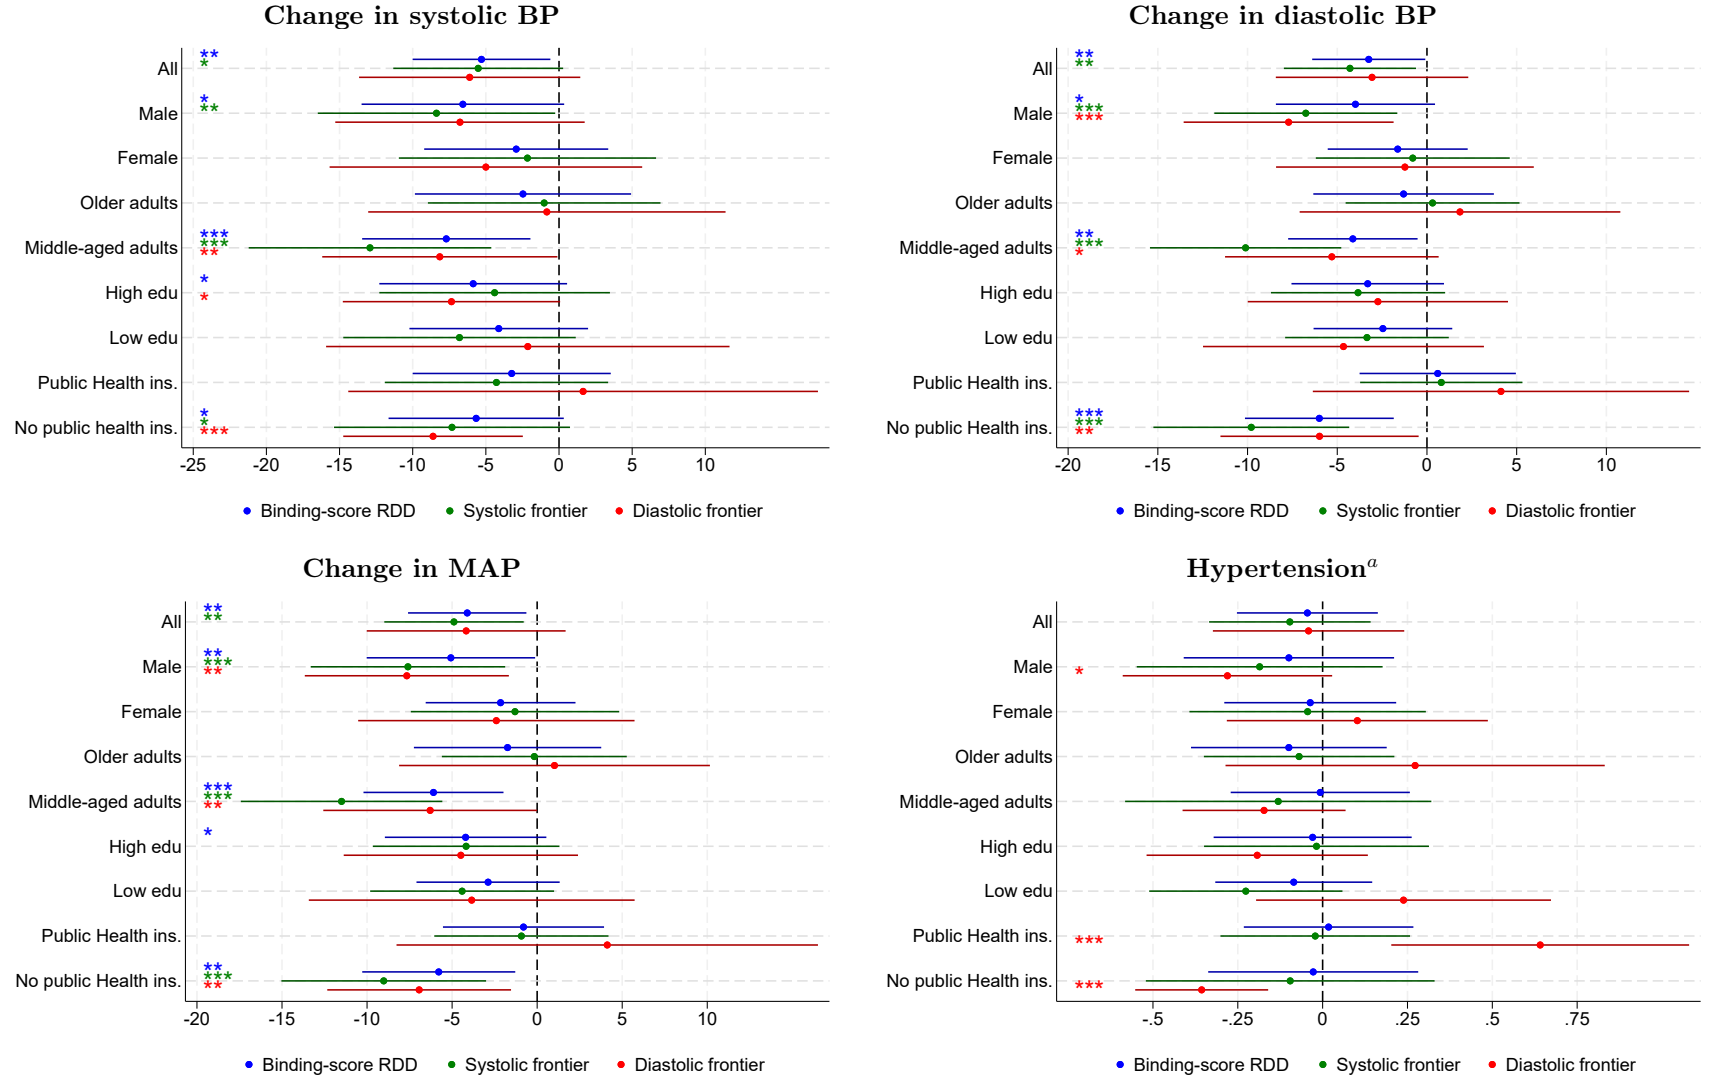 Change in systolic BP
All
**
*
Male
*
**
Female
Older adults
Middle-aged adults
***
***
**
High edu
*
*
Low edu
Public Health ins.
No public health ins.
*
*
***
-25 -20 -15 -10 -5 0 5 10
Binding-score RDD Systolic frontier Diastolic frontier
Change in diastolic BP
All
**
**
Male
*
***
***
Female
Older adults
Middle-aged adults
**
***
*
High edu
Low edu
Public Health ins.
No public Health ins.
***
***
**
-20 -15 -10 -5 0 5 10
Binding-score RDD Systolic frontier Diastolic frontier
Change in MAP
All
**
**
Male
**
***
**
Female
Older adults
Middle-aged adults
***
***
**
High edu
*
Low edu
Public Health ins.
No public Health ins.
**
***
**
-20 -15 -10 -5 0 5 10
Binding-score RDD Systolic frontier Diastolic frontier
Hypertensionᵃ
All
Male
*
Female
Older adults
Middle-aged adults
High edu
Low edu
Public Health ins.
***
No public Health ins.
***
-.5 -.25 0 .25 .5 .75
Binding-score RDD Systolic frontier Diastolic frontier